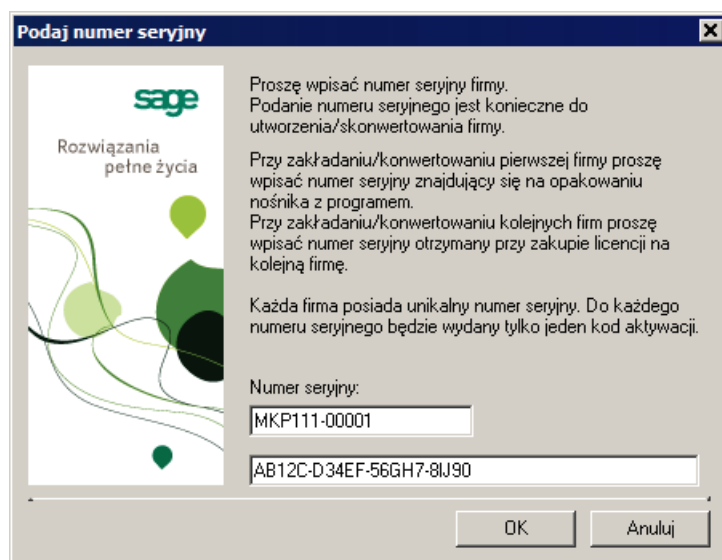 Podaj numer seryjny
sage
Rozwiązania
pełne życia
Proszę wpisać numer seryjny firmy.
Podanie numeru seryjnego jest konieczne do
utworzenia/skonwertowania firmy.
Przy zakładaniu/konwertowaniu pierwszej firmy proszę
wpisać numer seryjny znajdujący się na opakowaniu
nośnika z programem.
Przy zakładaniu/konwertowaniu kolejnych firm proszę
wpisać numer seryjny otrzymany przy zakupie licencji na
kolejną firmę.
Każda firma posiada unikalny numer seryjny. Do każdego
numeru seryjnego będzie wydany tylko jeden kod aktywacji.
Numer seryjny:
MKP111-00001
AB12C-D34EF-56GH7-8IJ90
OK
Anuluj